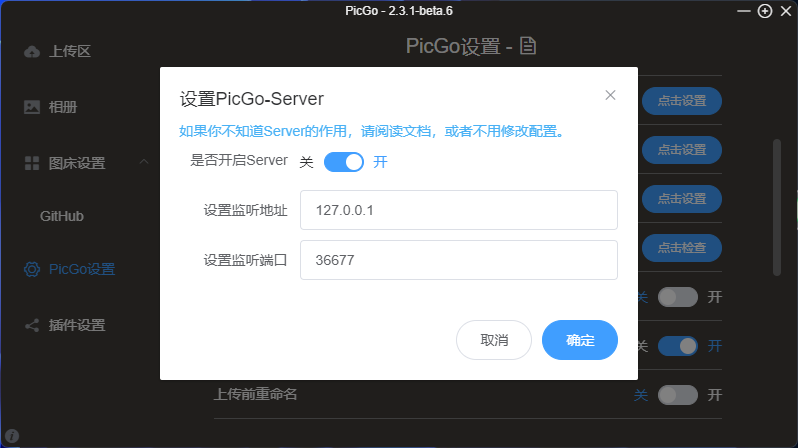 PicGo - 2.3.1-beta.6
上传区
相册
图床设置
GitHub
PicGo设置
插件设置
PicGo设置 -
点击设置
点击设置
点击设置
点击检查
关 开
关 开
上传前重命名 关 开
设置PicGo-Server
如果你不知道Server的作用，请阅读文档，或者不用修改配置。
是否开启Server 关 开
设置监听地址 127.0.0.1
设置监听端口 36677
取消 确定